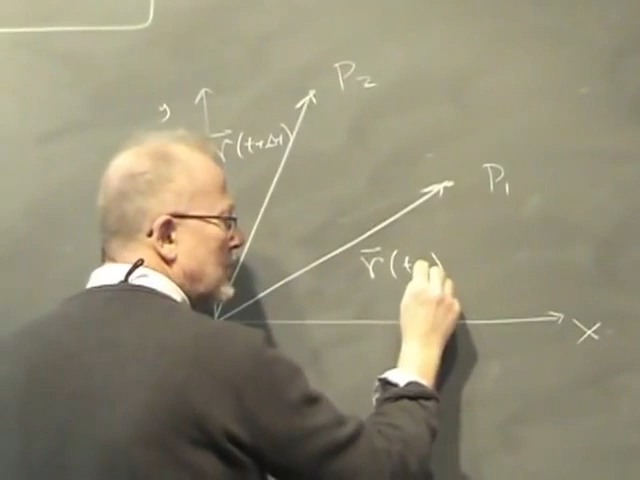 P₂
y
r⃗(t+Δt)
P₁
r⃗(t)
x